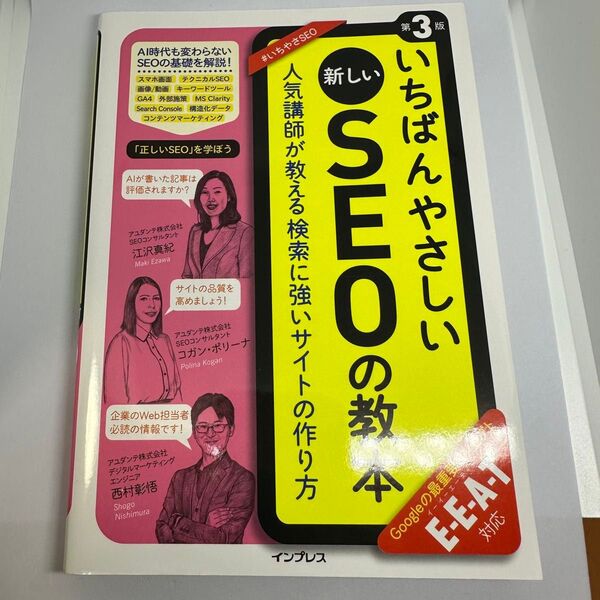 第3版
いちばんやさしい
新しい
SEOの教本
人気講師が教える検索に強いサイトの作り方
#いちやさSEO
AI時代も変わらない
SEOの基礎を解説!
スマホ画面 テクニカルSEO
画像/動画 キーワードツール
GA4 外部施策 MS Clarity
Search Console 構造化データ
コンテンツマーケティング
「正しいSEO」を学ぼう
AIが書いた記事は
評価されますか?
アユダンテ株式会社
SEOコンサルタント
江沢真紀
Maki Ezawa
サイトの品質を
高めましょう!
アユダンテ株式会社
SEOコンサルタント
コガン・ポリーナ
Polina Kogan
企業のWeb担当者
必読の情報です!
アユダンテ株式会社
デジタルマーケティング
エンジニア
西村彰悟
Shogo
Nishimura
Googleの最重
E-E-A-T
対応
インプレス